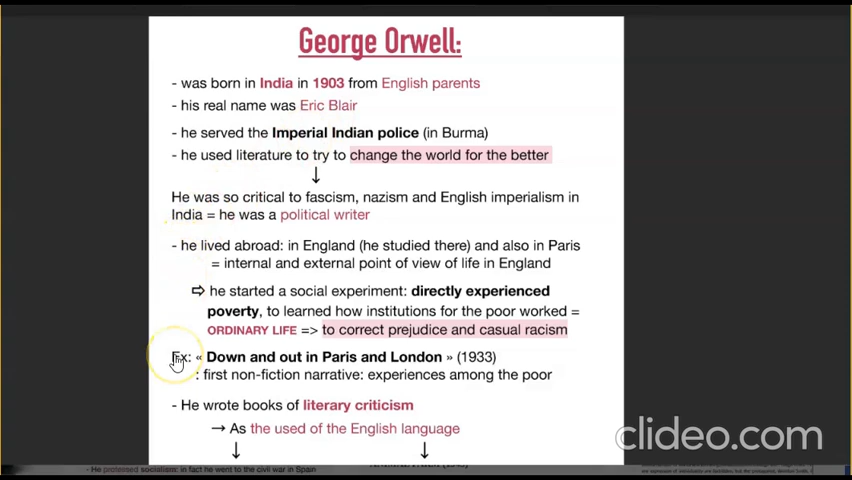 George Orwell:
- was born in India in 1903 from English parents
- his real name was Eric Blair
- he served the Imperial Indian police (in Burma)
- he used literature to try to change the world for the better
↓
He was so critical to fascism, nazism and English imperialism in
India = he was a political writer
- he lived abroad: in England (he studied there) and also in Paris
= internal and external point of view of life in England
⇨ he started a social experiment: directly experienced
poverty, to learned how institutions for the poor worked =
ORDINARY LIFE => to correct prejudice and casual racism
Ex: « Down and out in Paris and London » (1933)
: first non-fiction narrative: experiences among the poor
- He wrote books of literary criticism
→ As the used of the English language
↓ ↓
clideo.com
- He proclaimed socialism: in fact he went to the civil war in Spain